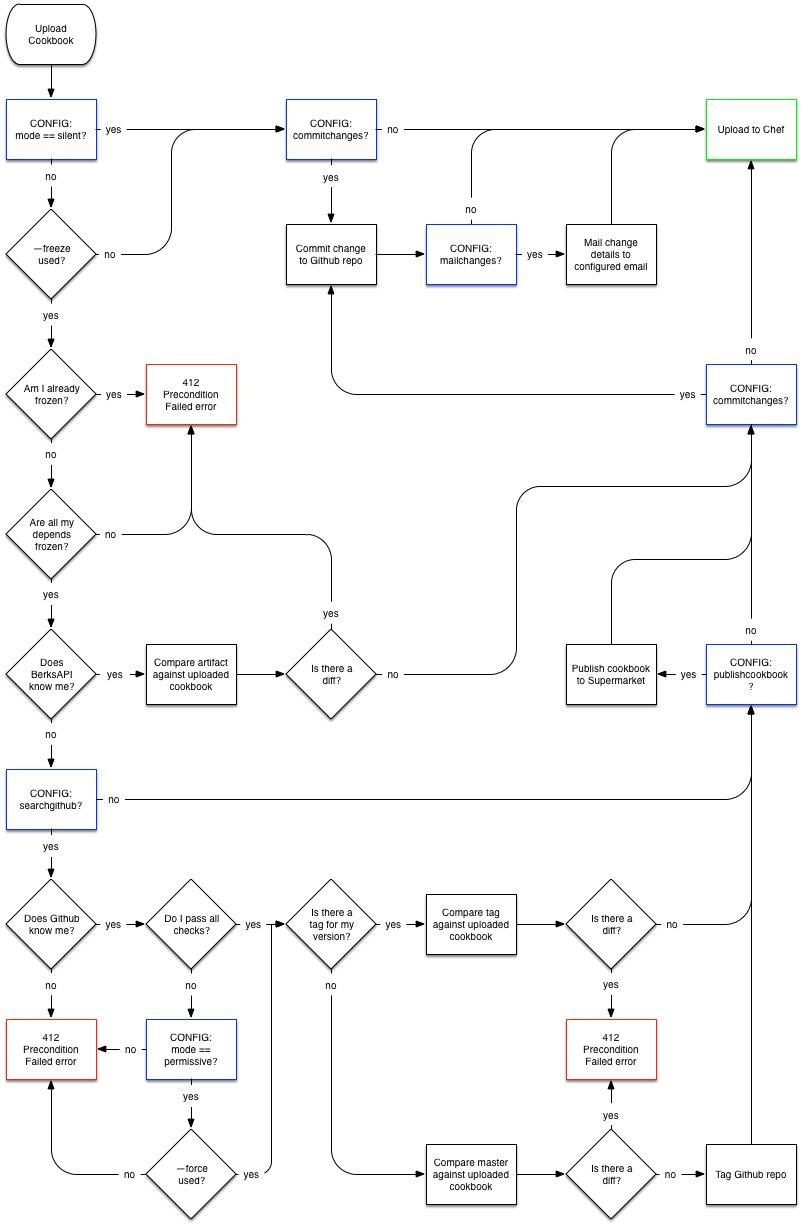 Upload
Cookbook
CONFIG:
mode == silent?
yes
CONFIG:
commitchanges?
no
Upload to Chef
no
yes
no
—freeze
used?
no
Commit change
to Github repo
CONFIG:
mailchanges?
yes
Mail change
details to
configured email
yes
no
Am I already
frozen?
yes
412
Precondition
Failed error
yes
CONFIG:
commitchanges?
no
Are all my
depends
frozen?
no
yes
yes
no
Does
BerksAPI
know me?
yes
Compare artifact
against uploaded
cookbook
Is there a
diff?
no
Publish cookbook
to Supermarket
yes
CONFIG:
publishcookbook
?
no
CONFIG:
searchgithub?
no
yes
Does Github
know me?
yes
Do I pass all
checks?
yes
Is there a
tag for my
version?
yes
Compare tag
against uploaded
cookbook
Is there a
diff?
no
no
no
no
yes
412
Precondition
Failed error
no
CONFIG:
mode ==
permissive?
412
Precondition
Failed error
yes
yes
no
—force
used?
yes
Compare master
against uploaded
cookbook
Is there a
diff?
no
Tag Github repo